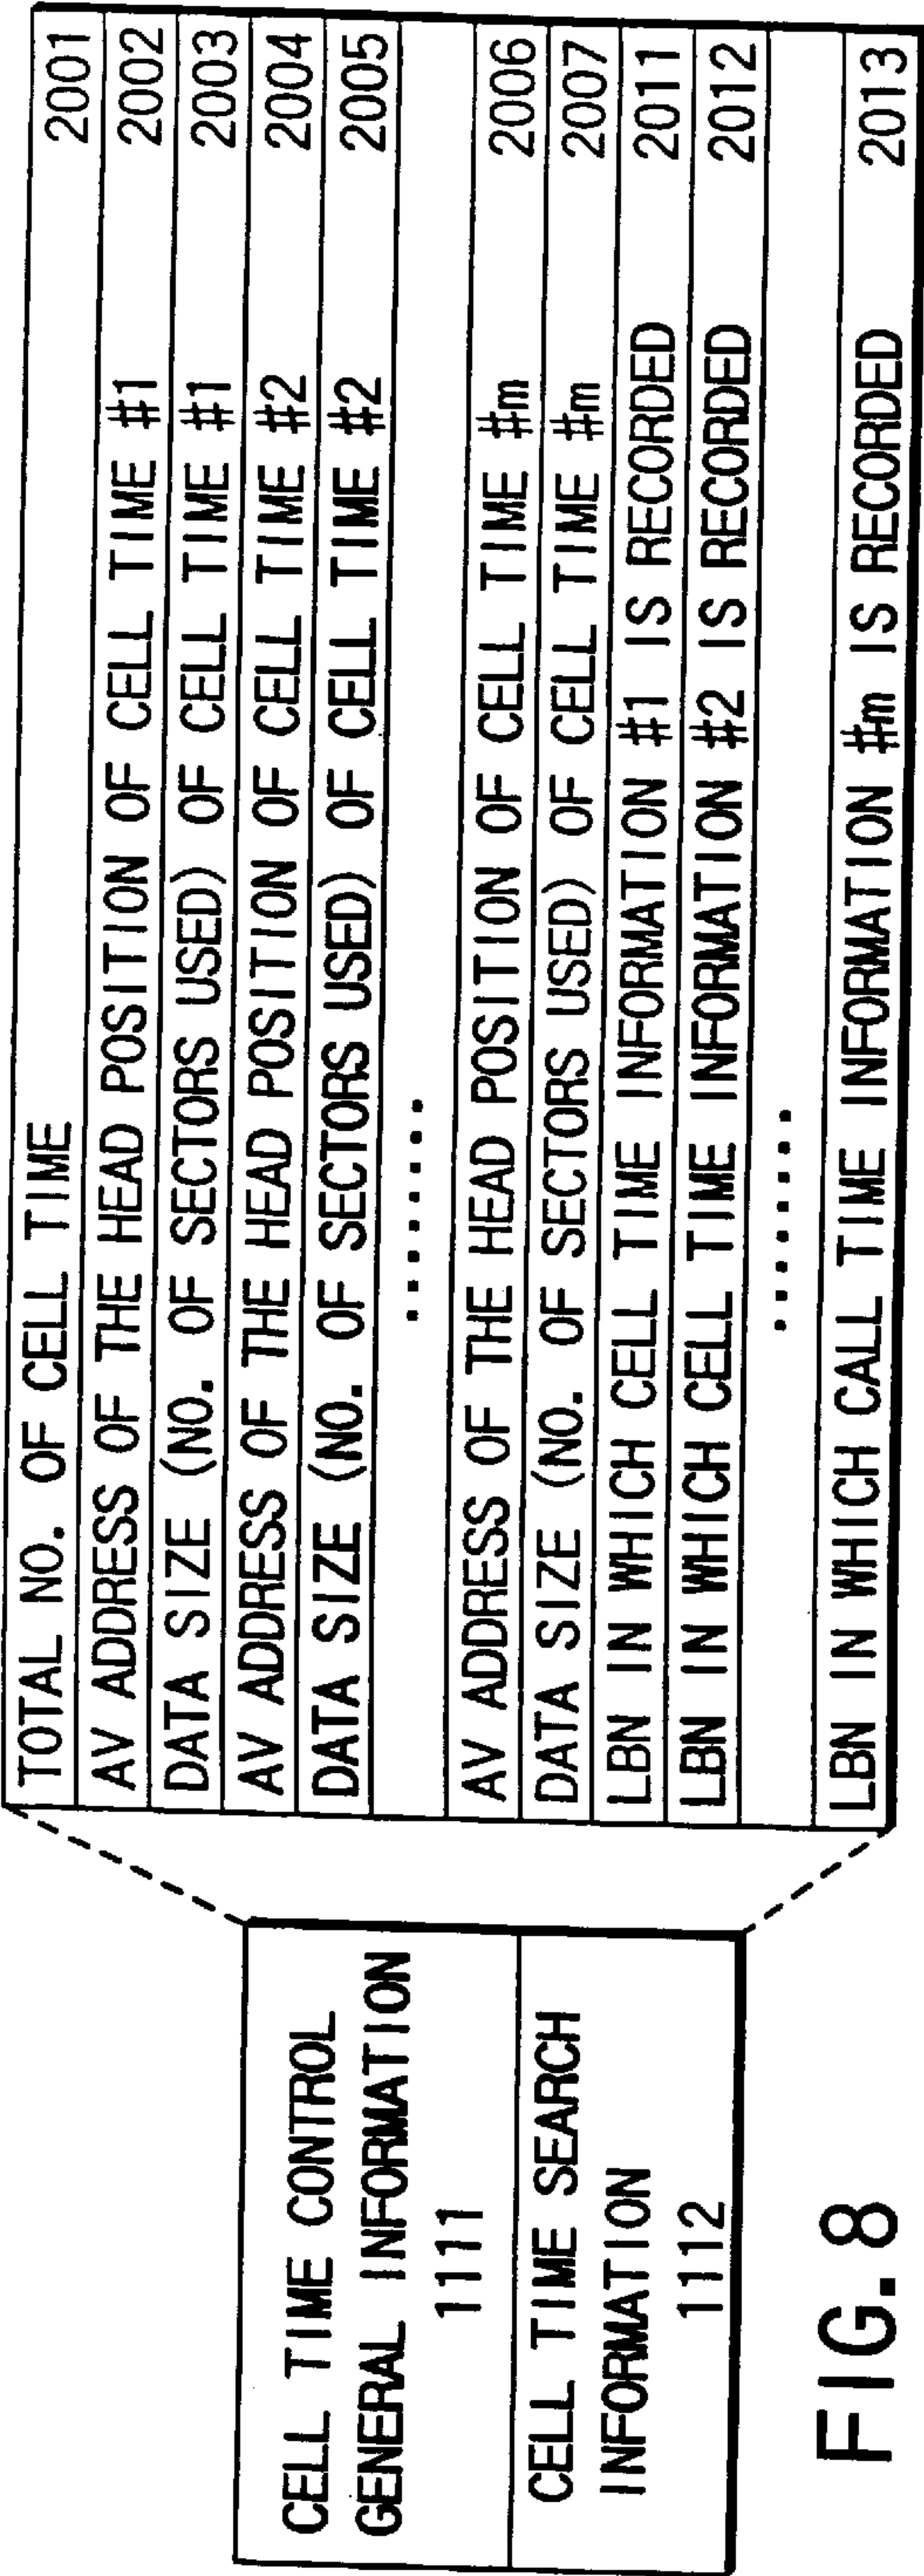 CELL TIME CONTROL
GENERAL INFORMATION
1111
CELL TIME SEARCH
INFORMATION
1112
TOTAL NO. OF CELL TIME 2001
AV ADDRESS OF THE HEAD POSITION OF CELL TIME #1 2002
DATA SIZE (NO. OF SECTORS USED) OF CELL TIME #1 2003
AV ADDRESS OF THE HEAD POSITION OF CELL TIME #2 2004
DATA SIZE (NO. OF SECTORS USED) OF CELL TIME #2 2005
......
AV ADDRESS OF THE HEAD POSITION OF CELL TIME #m 2006
DATA SIZE (NO. OF SECTORS USED) OF CELL TIME #m 2007
LBN IN WHICH CELL TIME INFORMATION #1 IS RECORDED 2011
LBN IN WHICH CELL TIME INFORMATION #2 IS RECORDED 2012
......
LBN IN WHICH CALL TIME INFORMATION #m IS RECORDED 2013
FIG. 8